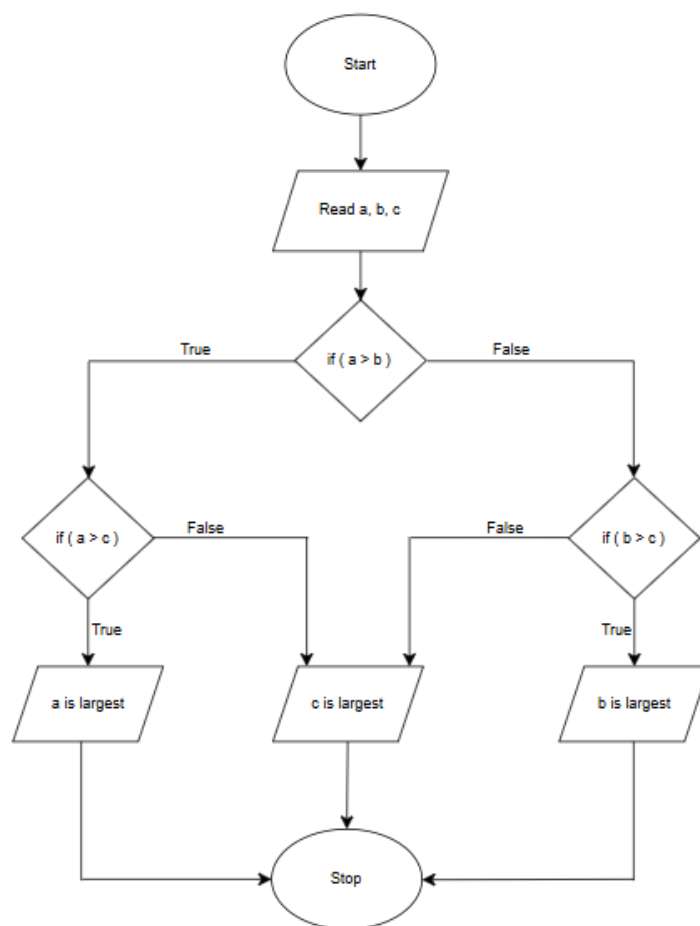 Start
Read a, b, c
True
if ( a > b )
False
if ( a > c )
False
False
if ( b > c )
True
True
a is largest
c is largest
b is largest
Stop